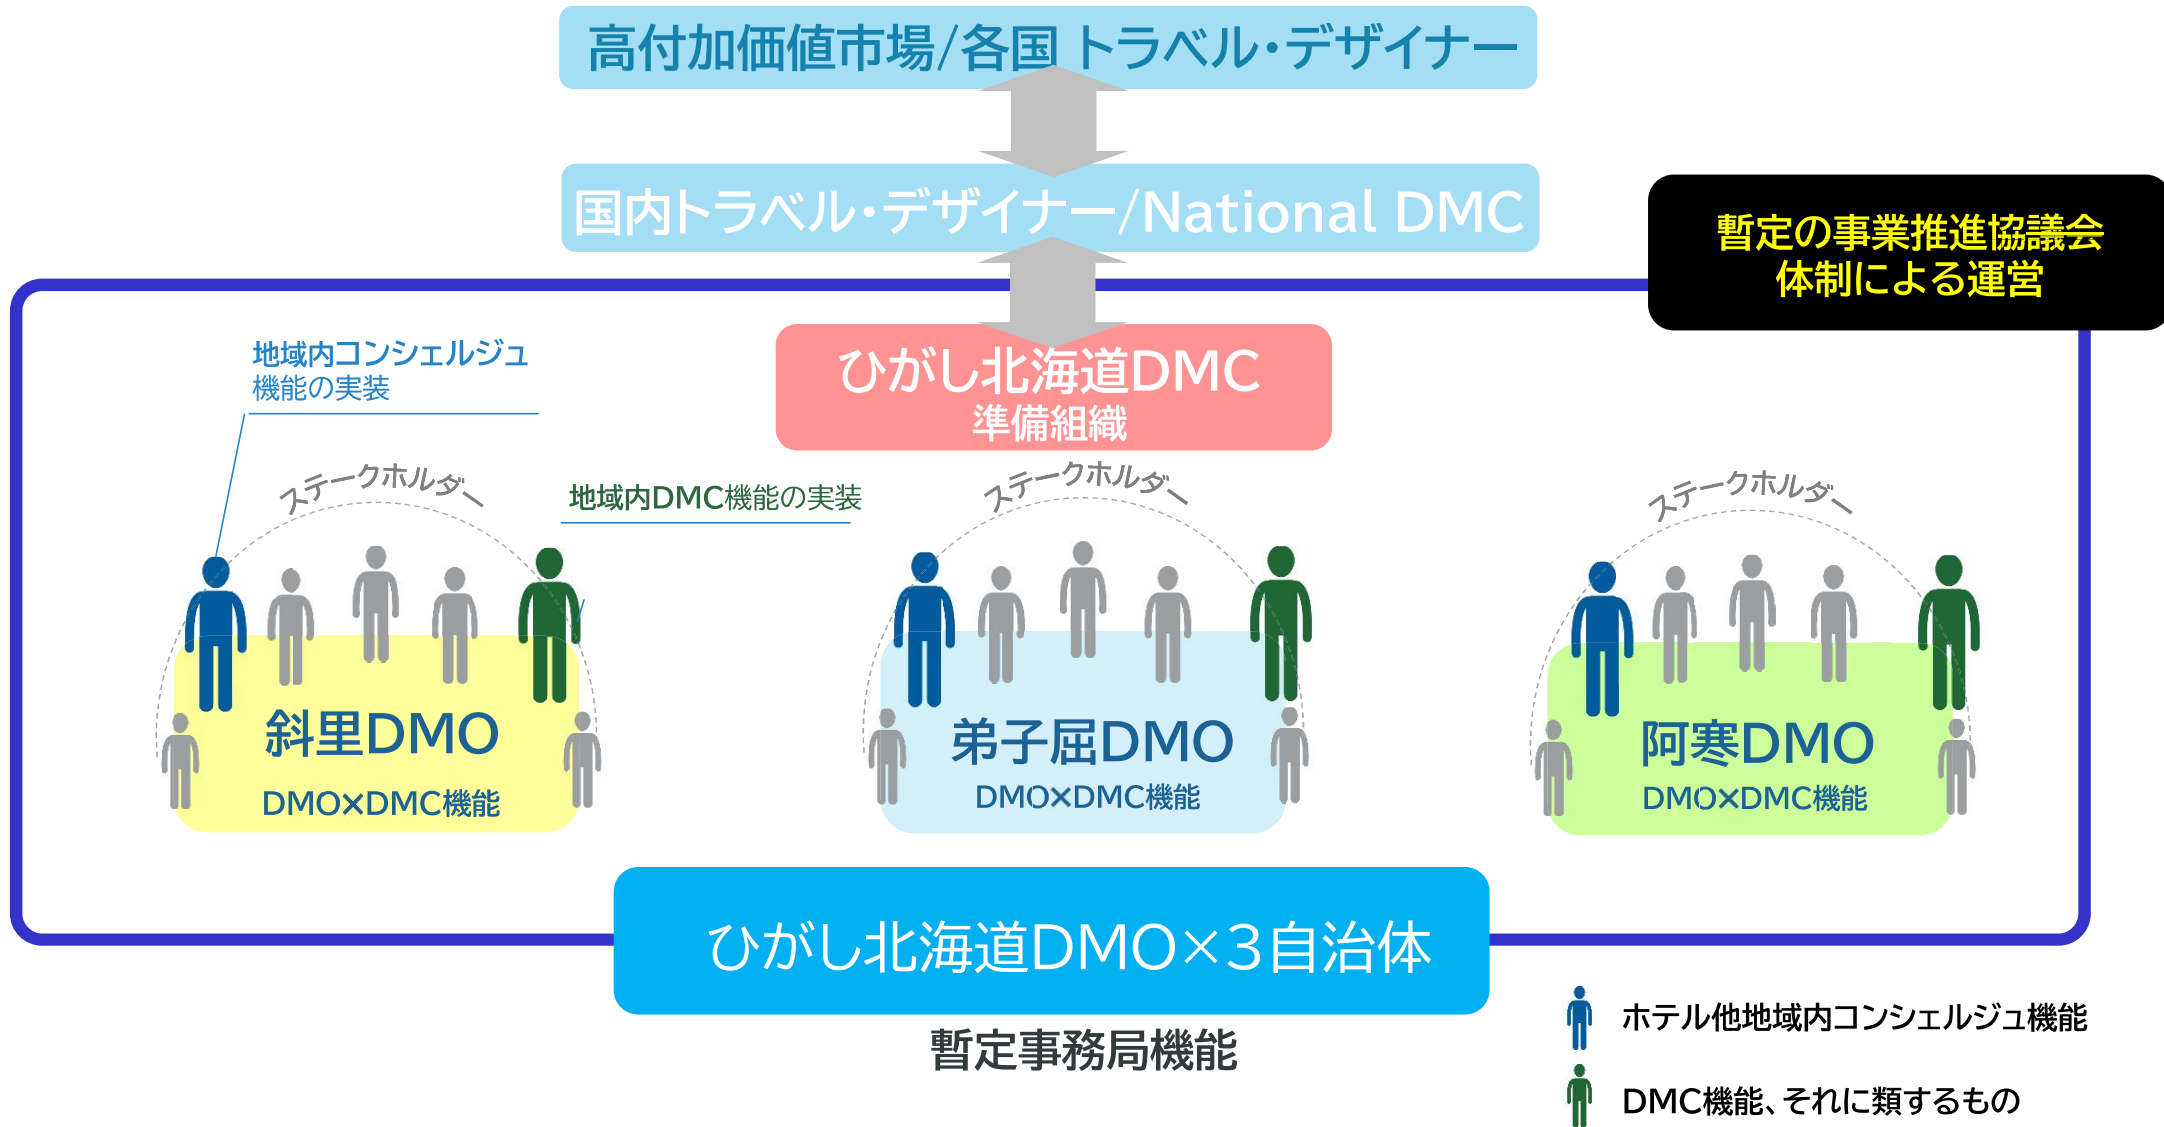 高付加価値市場/各国 トラベル・デザイナー
国内トラベル・デザイナー/National DMC
暫定の事業推進協議会
体制による運営
ひがし北海道DMC
準備組織
地域内コンシェルジュ
機能の実装
地域内DMC機能の実装
ステークホルダー
ステークホルダー
ステークホルダー
斜里DMO
DMO×DMC機能
弟子屈DMO
DMO×DMC機能
阿寒DMO
DMO×DMC機能
ひがし北海道DMO×3自治体
暫定事務局機能
ホテル他地域内コンシェルジュ機能
DMC機能、それに類するもの